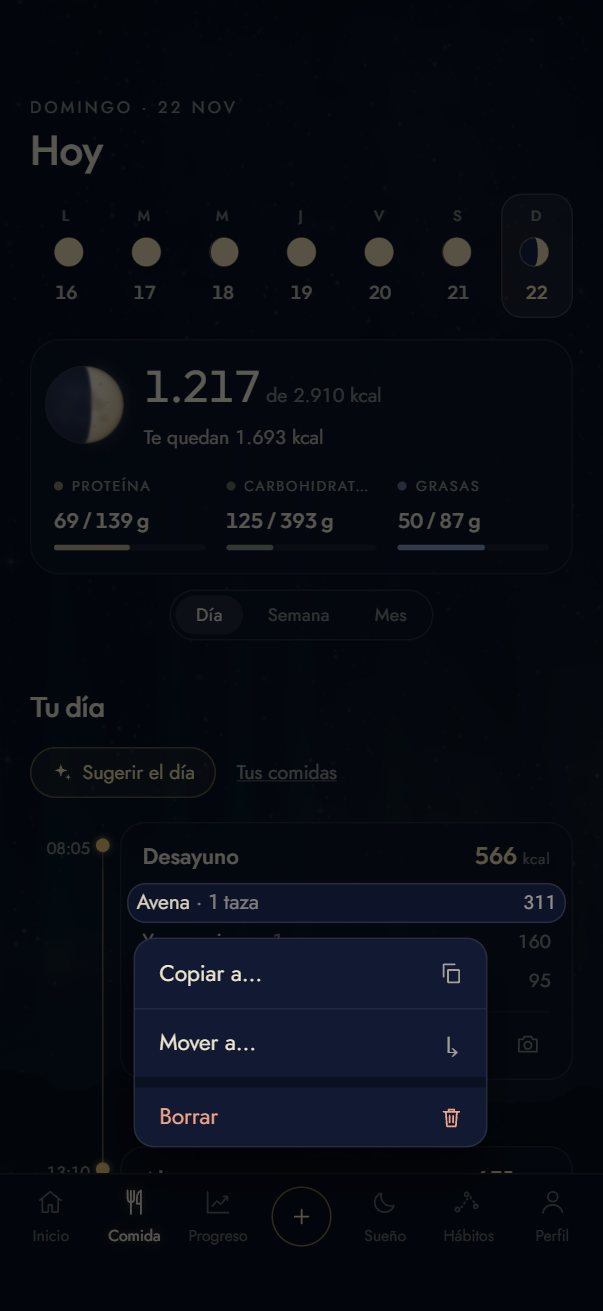 DOMINGO · 22 NOV
Hoy
L M M J V S D
16 17 18 19 20 21 22
1.217 de 2.910 kcal
Te quedan 1.693 kcal
PROTEÍNA CARBOHIDRAT... GRASAS
69 / 139 g 125 / 393 g 50 / 87 g
Día Semana Mes
Tu día
Sugerir el día Tus comidas
08:05 Desayuno 566 kcal
Avena · 1 taza 311
160
Copiar a...
95
Mover a...
Borrar
13:10
Inicio Comida Progreso + Sueño Hábitos Perfil